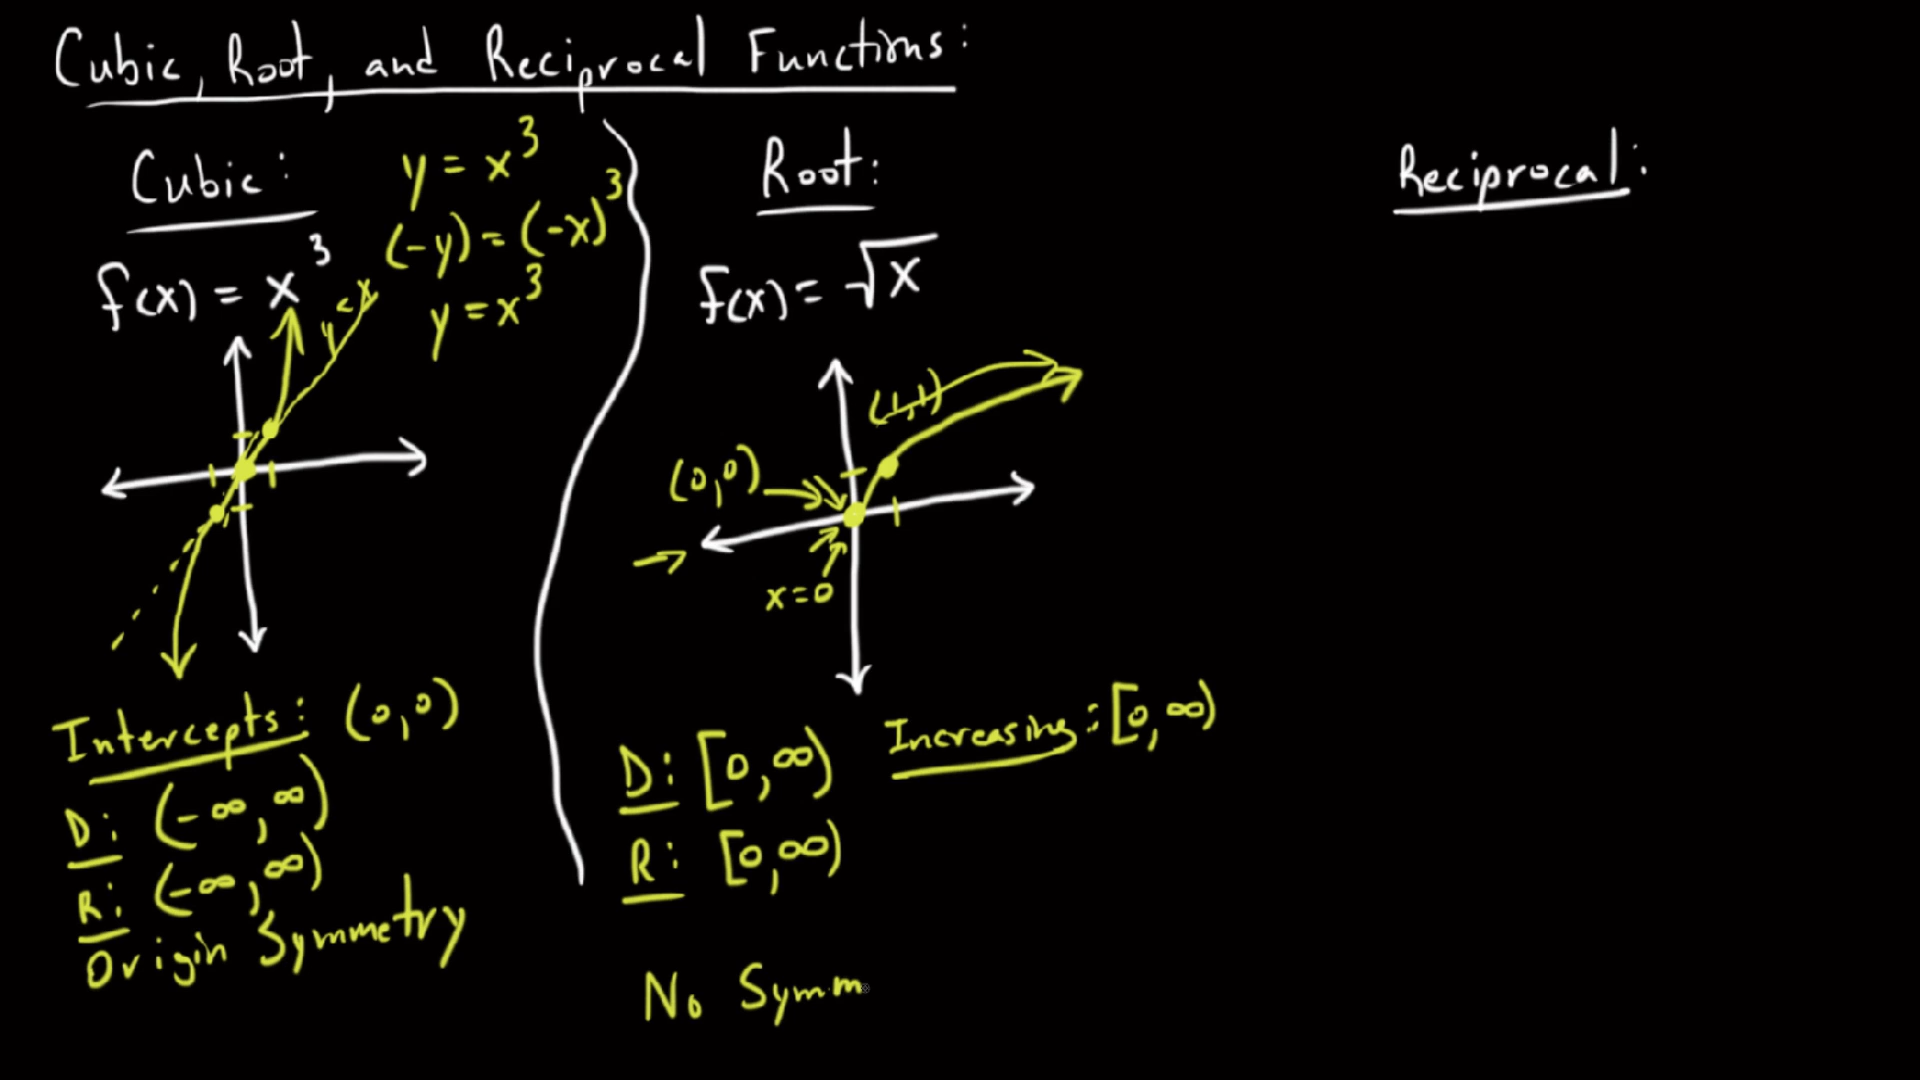 Cubic, Root, and Reciprocal Functions:
Cubic:
f(x) = x³
y = x³
(-y) = (-x)³
y = x³
y = x
Intercepts: (0,0)
D: (-∞, ∞)
R: (-∞, ∞)
Origin Symmetry
Root:
f(x) = √x
(1,1)
(0,0)
x=0
D: [0, ∞)
Increasing: [0, ∞)
R: [0, ∞)
No Symm
Reciprocal: